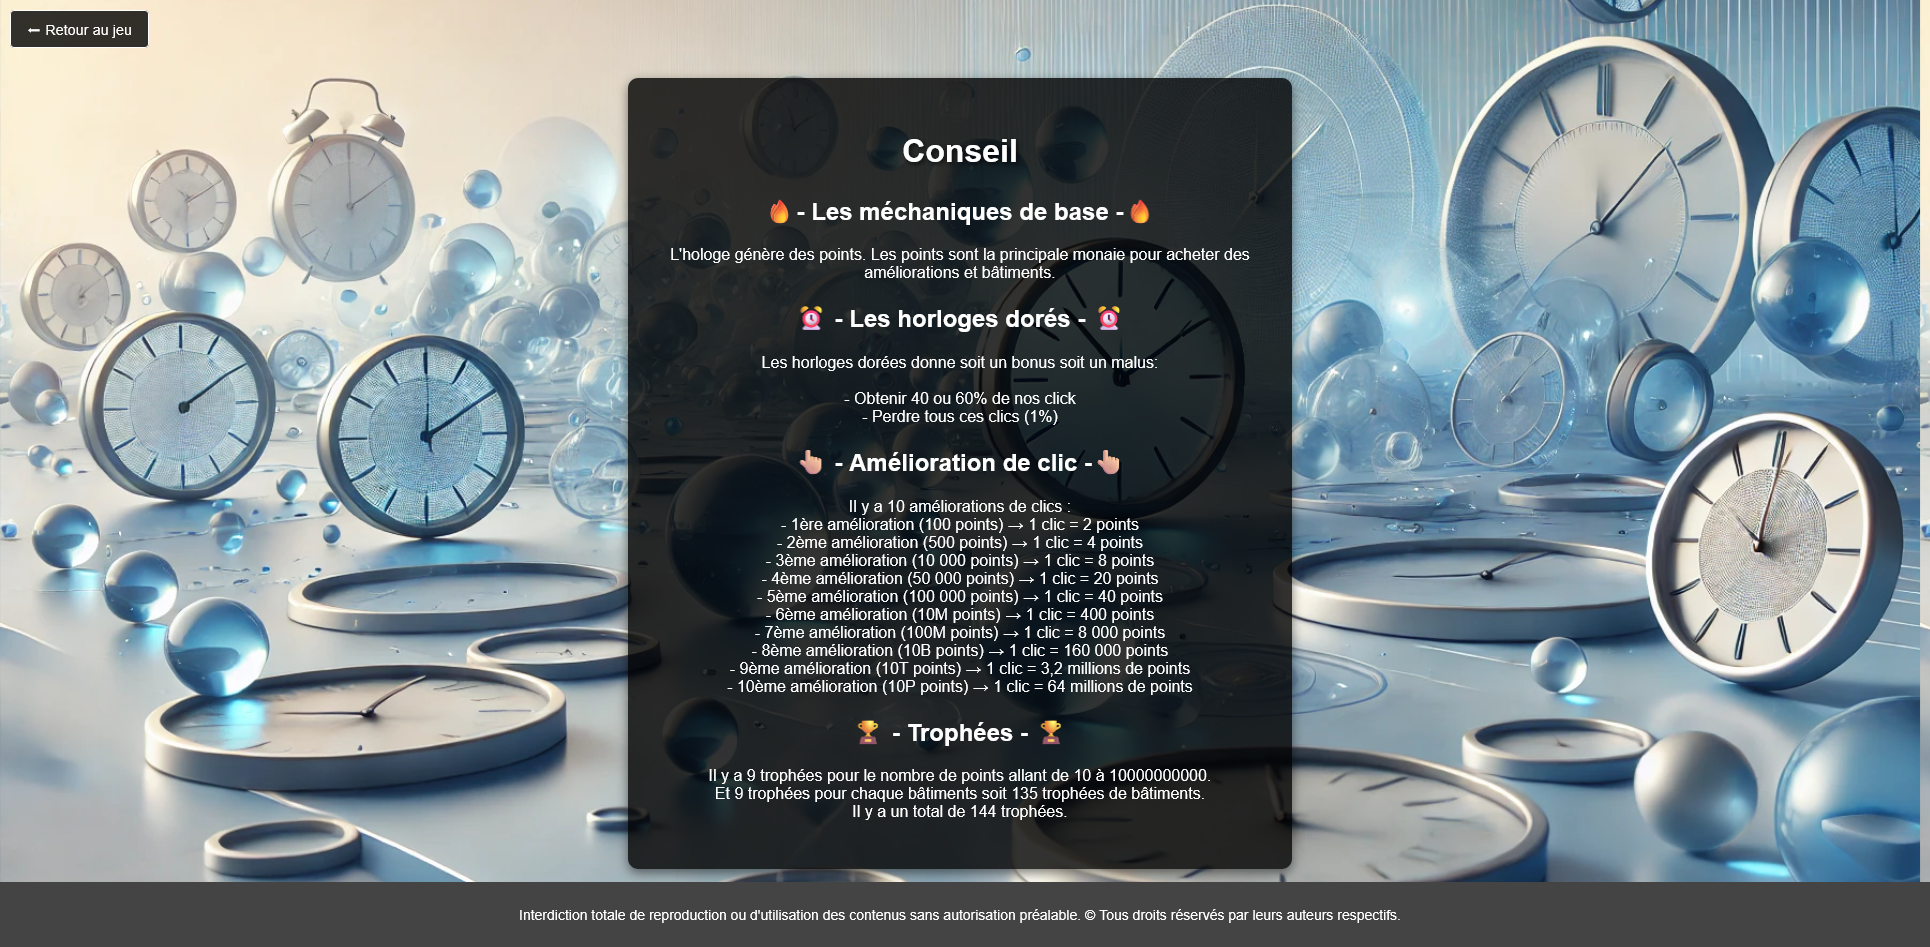 ← Retour au jeu
Conseil
🔥 - Les méchaniques de base - 🔥
L'hologe génère des points. Les points sont la principale monaie pour acheter des
améliorations et bâtiments.
⏰ - Les horloges dorés - ⏰
Les horloges dorées donne soit un bonus soit un malus:
- Obtenir 40 ou 60% de nos click
- Perdre tous ces clics (1%)
👆 - Amélioration de clic - 👆
Il y a 10 améliorations de clics :
- 1ère amélioration (100 points) → 1 clic = 2 points
- 2ème amélioration (500 points) → 1 clic = 4 points
- 3ème amélioration (10 000 points) → 1 clic = 8 points
- 4ème amélioration (50 000 points) → 1 clic = 20 points
- 5ème amélioration (100 000 points) → 1 clic = 40 points
- 6ème amélioration (10M points) → 1 clic = 400 points
- 7ème amélioration (100M points) → 1 clic = 8 000 points
- 8ème amélioration (10B points) → 1 clic = 160 000 points
- 9ème amélioration (10T points) → 1 clic = 3,2 millions de points
- 10ème amélioration (10P points) → 1 clic = 64 millions de points
🏆 - Trophées - 🏆
Il y a 9 trophées pour le nombre de points allant de 10 à 10000000000.
Et 9 trophées pour chaque bâtiments soit 135 trophées de bâtiments.
Il y a un total de 144 trophées.
Interdiction totale de reproduction ou d'utilisation des contenus sans autorisation préalable. © Tous droits réservés par leurs auteurs respectifs.